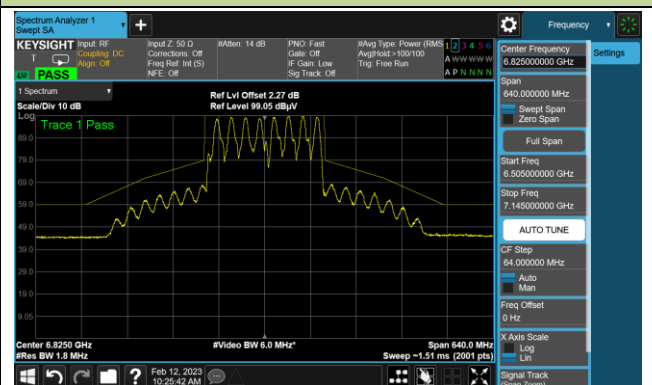 Spectrum Analyzer 1
Swept SA
+
Frequency
KEYSIGHT
Input: RF
Coupling: DC
Align: Off
Input Z: 50 Ω
Corrections: Off
Freq Ref: Int (S)
NFE: Off
#Atten: 14 dB
PNO: Fast
Gate: Off
IF Gain: Low
Sig Track: Off
#Avg Type: Power (RMS
Avg|Hold:>100/100
Trig: Free Run
1 2 3 4 5 6
A W W W W W
A P N N N N
T
LXI
PASS
1 Spectrum
Scale/Div 10 dB
Ref Lvl Offset 2.27 dB
Ref Level 99.05 dBµV
Log
Trace 1 Pass
89.0
79.0
69.0
59.0
49.0
39.0
29.0
19.0
9.05
Center 6.8250 GHz
#Res BW 1.8 MHz
#Video BW 6.0 MHz*
Span 640.0 MHz
Sweep ~1.51 ms (2001 pts)
Center Frequency
6.825000000 GHz
Settings
Span
640.000000 MHz
Swept Span
Zero Span
Full Span
Start Freq
6.505000000 GHz
Stop Freq
7.145000000 GHz
AUTO TUNE
CF Step
64.000000 MHz
Auto
Man
Freq Offset
0 Hz
X Axis Scale
Log
Lin
Signal Track
(Span Zoom)
?
Feb 12, 2023
10:25:42 AM